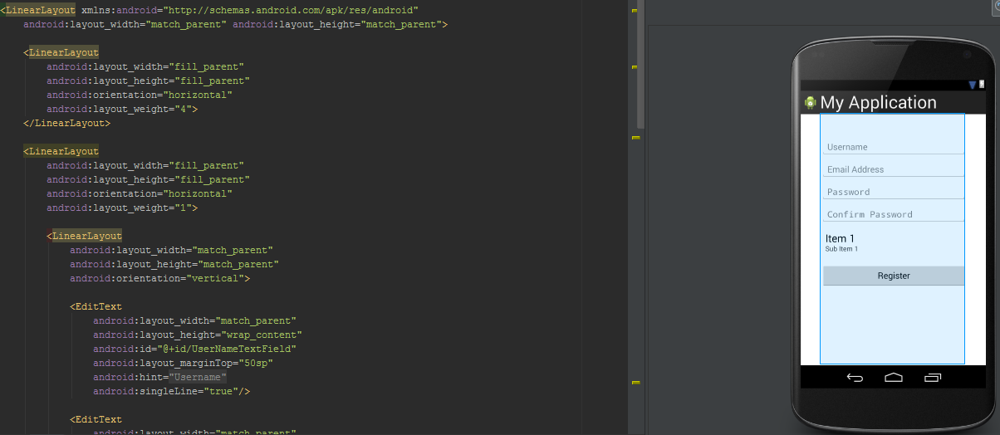 <LinearLayout xmlns:android="http://schemas.android.com/apk/res/android"
android:layout_width="match_parent" android:layout_height="match_parent">
<LinearLayout
android:layout_width="fill_parent"
android:layout_height="fill_parent"
android:orientation="horizontal"
android:layout_weight="4">
</LinearLayout>
<LinearLayout
android:layout_width="fill_parent"
android:layout_height="fill_parent"
android:orientation="horizontal"
android:layout_weight="1">
<LinearLayout
android:layout_width="match_parent"
android:layout_height="match_parent"
android:orientation="vertical">
<EditText
android:layout_width="match_parent"
android:layout_height="wrap_content"
android:id="@+id/UserNameTextField"
android:layout_marginTop="50sp"
android:hint="Username"
android:singleLine="true"/>
<EditText
android:layout_width="match_parent"
My Application
Username
Email Address
Password
Confirm Password
Item 1
Sub Item 1
Register